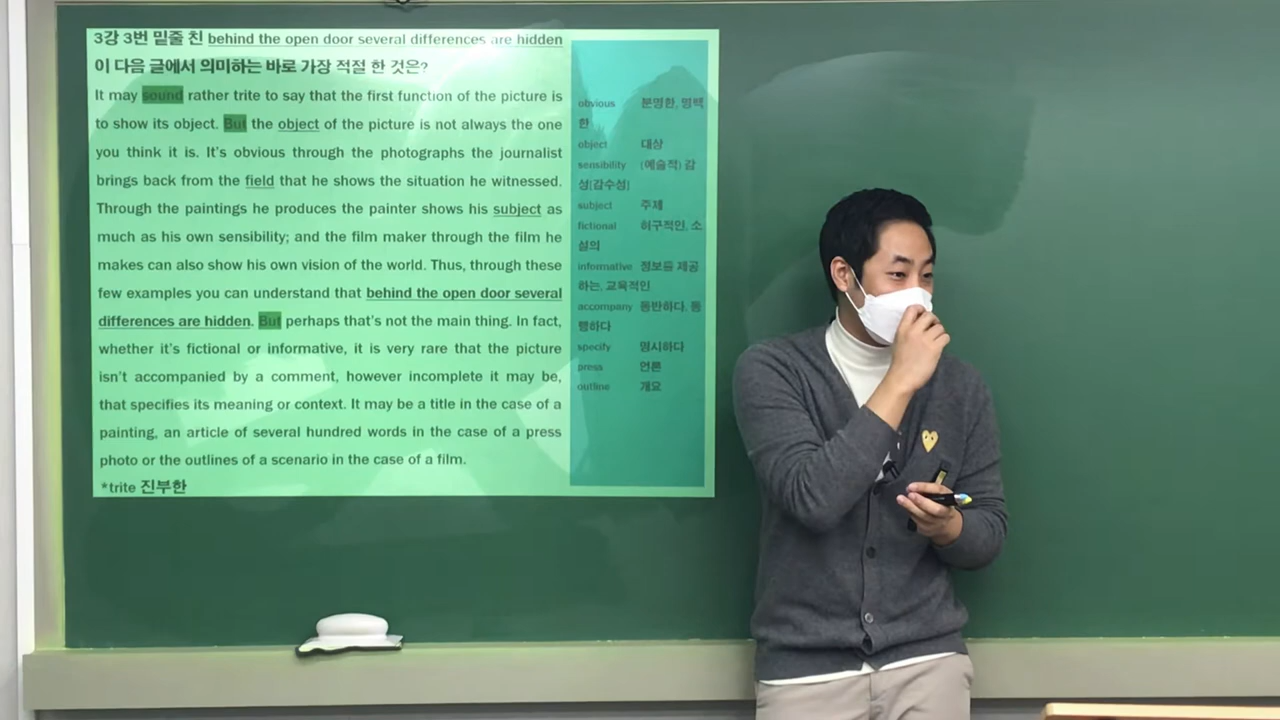 3강 3번 밑줄 친 behind the open door several differences are hidden
이 다음 글에서 의미하는 바로 가장 적절 한 것은?
It may sound rather trite to say that the first function of the picture is
to show its object. But the object of the picture is not always the one
you think it is. It's obvious through the photographs the journalist
brings back from the field that he shows the situation he witnessed.
Through the paintings he produces the painter shows his subject as
much as his own sensibility; and the film maker through the film he
makes can also show his own vision of the world. Thus, through these
few examples you can understand that behind the open door several
differences are hidden. But perhaps that's not the main thing. In fact,
whether it's fictional or informative, it is very rare that the picture
isn't accompanied by a comment, however incomplete it may be,
that specifies its meaning or context. It may be a title in the case of a
painting, an article of several hundred words in the case of a press
photo or the outlines of a scenario in the case of a film.
*trite 진부한
obvious 분명한, 명백
한
object 대상
sensibility (예술적) 감
성[감수성]
subject 주제
fictional 허구적인, 소
설의
informative 정보를 제공
하는, 교육적인
accompany 동반하다, 동
행하다
specify 명시하다
press 언론
outline 개요